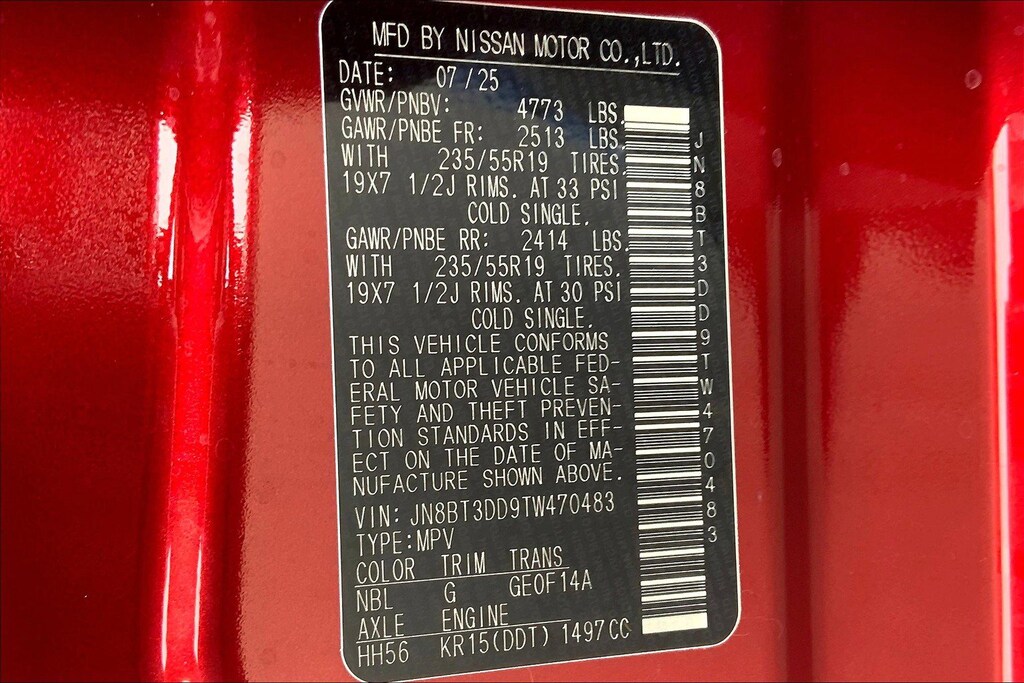 MFD BY NISSAN MOTOR CO.,LTD.
DATE: 07/25
GVWR/PNBV: 4773 LBS.
GAWR/PNBE FR: 2513 LBS.
WITH 235/55R19 TIRES.
19X7 1/2J RIMS. AT 33 PSI
COLD SINGLE.
GAWR/PNBE RR: 2414 LBS.
WITH 235/55R19 TIRES.
19X7 1/2J RIMS. AT 30 PSI
COLD SINGLE.
THIS VEHICLE CONFORMS
TO ALL APPLICABLE FED-
ERAL MOTOR VEHICLE SA-
FETY AND THEFT PREVEN-
TION STANDARDS IN EFF-
ECT ON THE DATE OF MA-
NUFACTURE SHOWN ABOVE.
VIN: JN8BT3DD9TW470483
TYPE:MPV
COLOR TRIM TRANS
NBL G GE0F14A
AXLE ENGINE
HH56 KR15(DDT) 1497CC
JN8BT3DD9TW470483